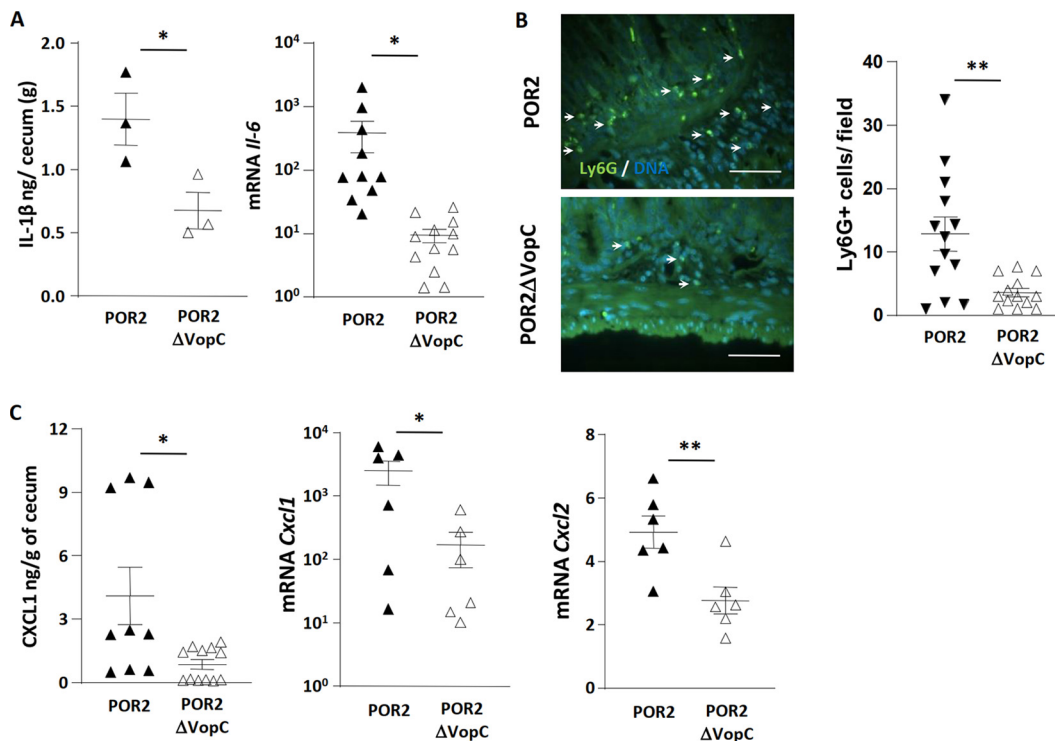 A
IL-1β ng/ cecum (g)
2.0
1.5
1.0
0.5
0.0
*
POR2
POR2
ΔVopC
mRNA Il-6
10⁴
10³
10²
10¹
10⁰
*
POR2
POR2
ΔVopC
B
POR2
Ly6G / DNA
POR2ΔVopC
Ly6G+ cells/ field
40
30
20
10
0
**
POR2
POR2
ΔVopC
C
CXCL1 ng/g of cecum
12
9
6
3
0
*
POR2
POR2
ΔVopC
mRNA Cxcl1
10⁴
10³
10²
10¹
10⁰
*
POR2
POR2
ΔVopC
mRNA Cxcl2
8
6
4
2
0
**
POR2
POR2
ΔVopC